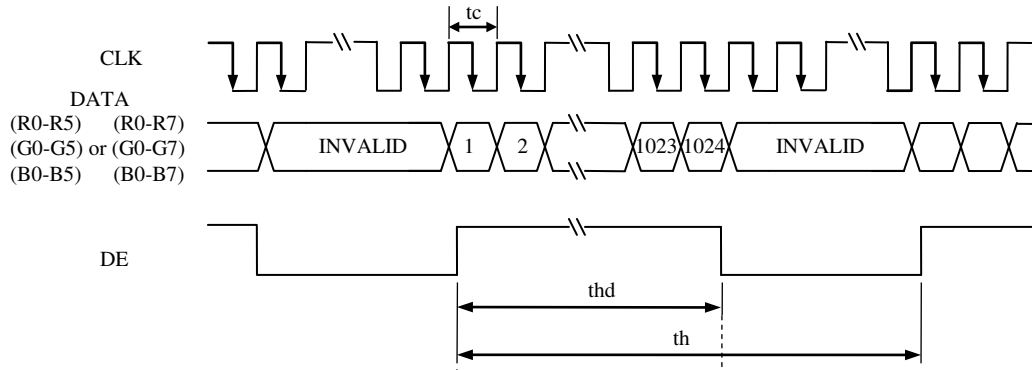 tc
CLK
DATA
(R0-R5) (R0-R7)
(G0-G5) or (G0-G7)
(B0-B5) (B0-B7)
INVALID 1 2 1023 1024 INVALID
DE
thd
th